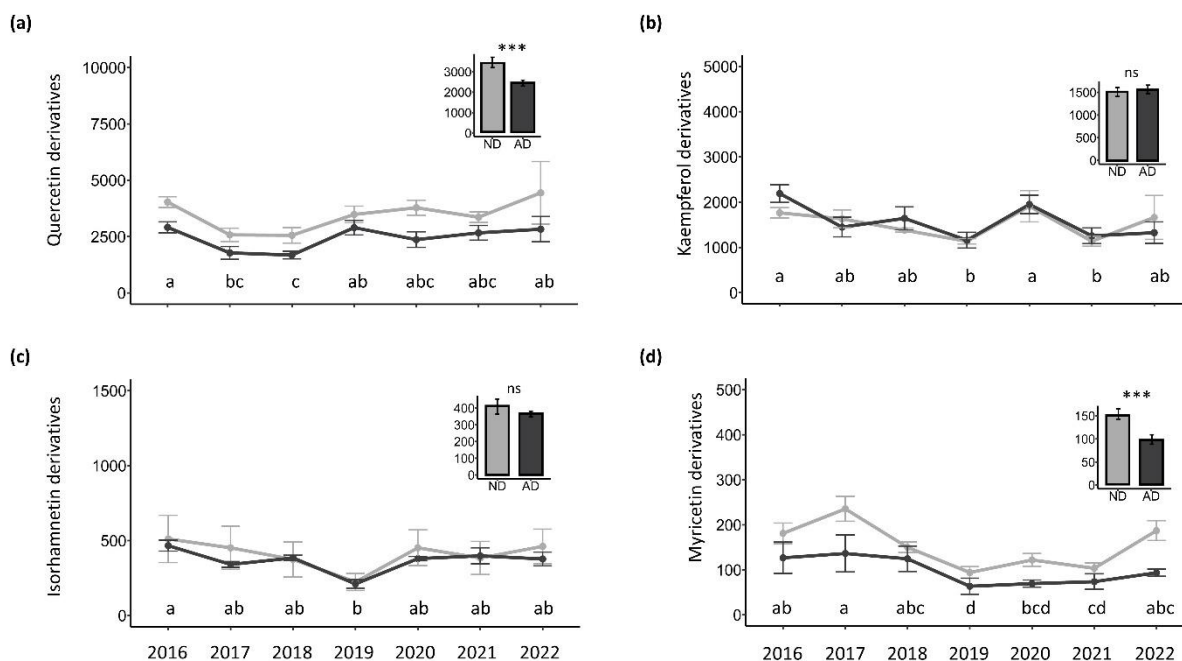 (a)
Quercetin derivatives
10000
7500
5000
2500
0
a bc c ab abc abc ab
***
3000
2000
1000
0
ND AD
(b)
Kaempferol derivatives
5000
4000
3000
2000
1000
0
a ab ab b a b ab
ns
1500
1000
500
0
ND AD
(c)
Isorhamnetin derivatives
1500
1000
500
0
a ab ab b ab ab ab
ns
400
300
200
100
0
ND AD
2016 2017 2018 2019 2020 2021 2022
(d)
Myricetin derivatives
500
400
300
200
100
0
ab a abc d bcd cd abc
***
150
100
50
0
ND AD
2016 2017 2018 2019 2020 2021 2022